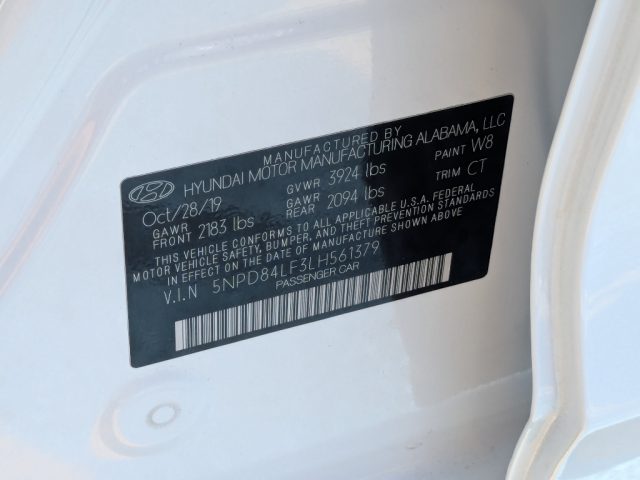 MANUFACTURED BY
HYUNDAI MOTOR MANUFACTURING ALABAMA, LLC
Oct/28/19 GVWR 3924 lbs PAINT W8
GAWR FRONT 2183 lbs GAWR REAR 2094 lbs TRIM CT
THIS VEHICLE CONFORMS TO ALL APPLICABLE U.S.A. FEDERAL
MOTOR VEHICLE SAFETY, BUMPER, AND THEFT PREVENTION STANDARDS
IN EFFECT ON THE DATE OF MANUFACTURE SHOWN ABOVE
V.I.N 5NPD84LF3LH561379
PASSENGER CAR